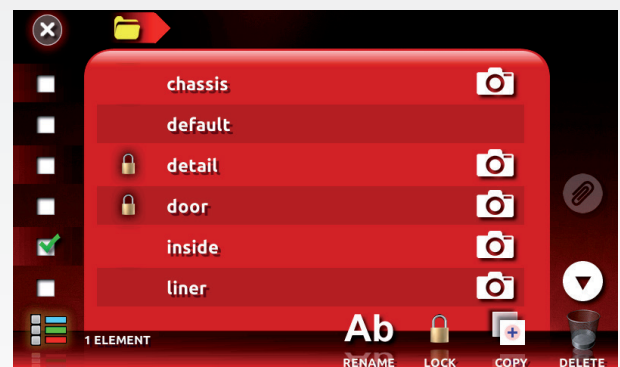 chassis
default
detail
door
inside
liner
1 ELEMENT
Ab
RENAME LOCK COPY DELETE